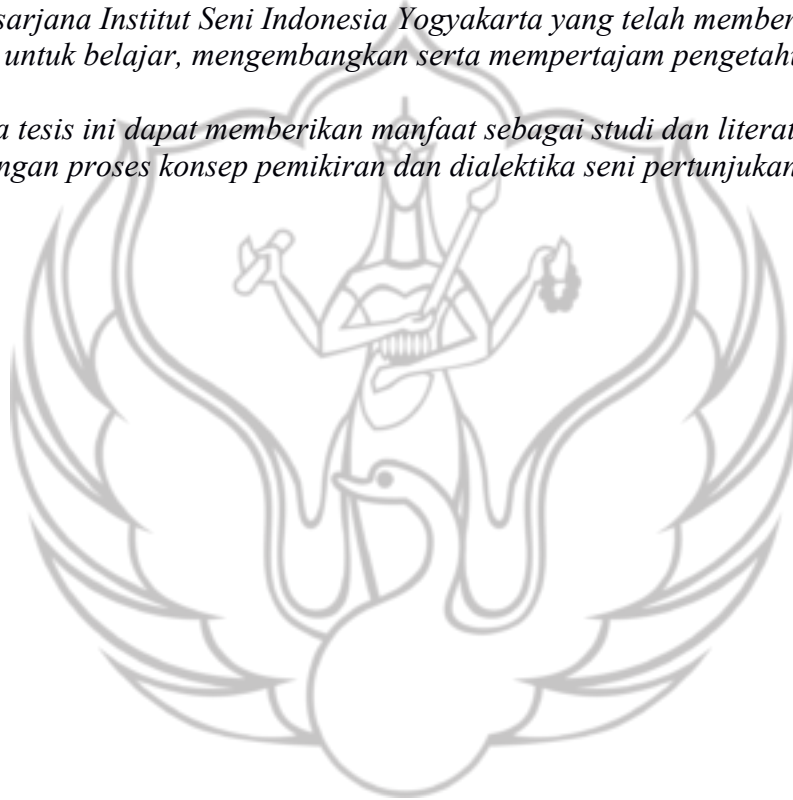 sarjana Institut Seni Indonesia Yogyakarta yang telah member
untuk belajar, mengembangkan serta mempertajam pengetahu
a tesis ini dapat memberikan manfaat sebagai studi dan literat
ngan proses konsep pemikiran dan dialektika seni pertunjukan